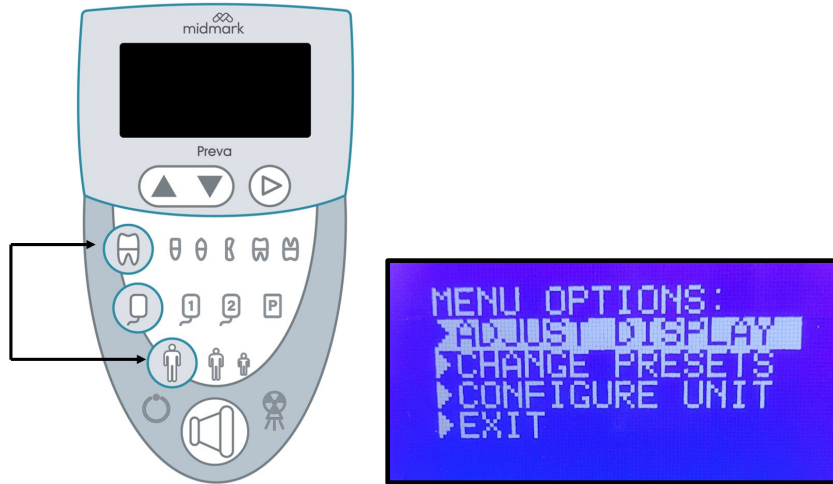 midmark
Preva
1
2
P
MENU OPTIONS:
ADJUST DISPLAY
CHANGE PRESETS
CONFIGURE UNIT
EXIT